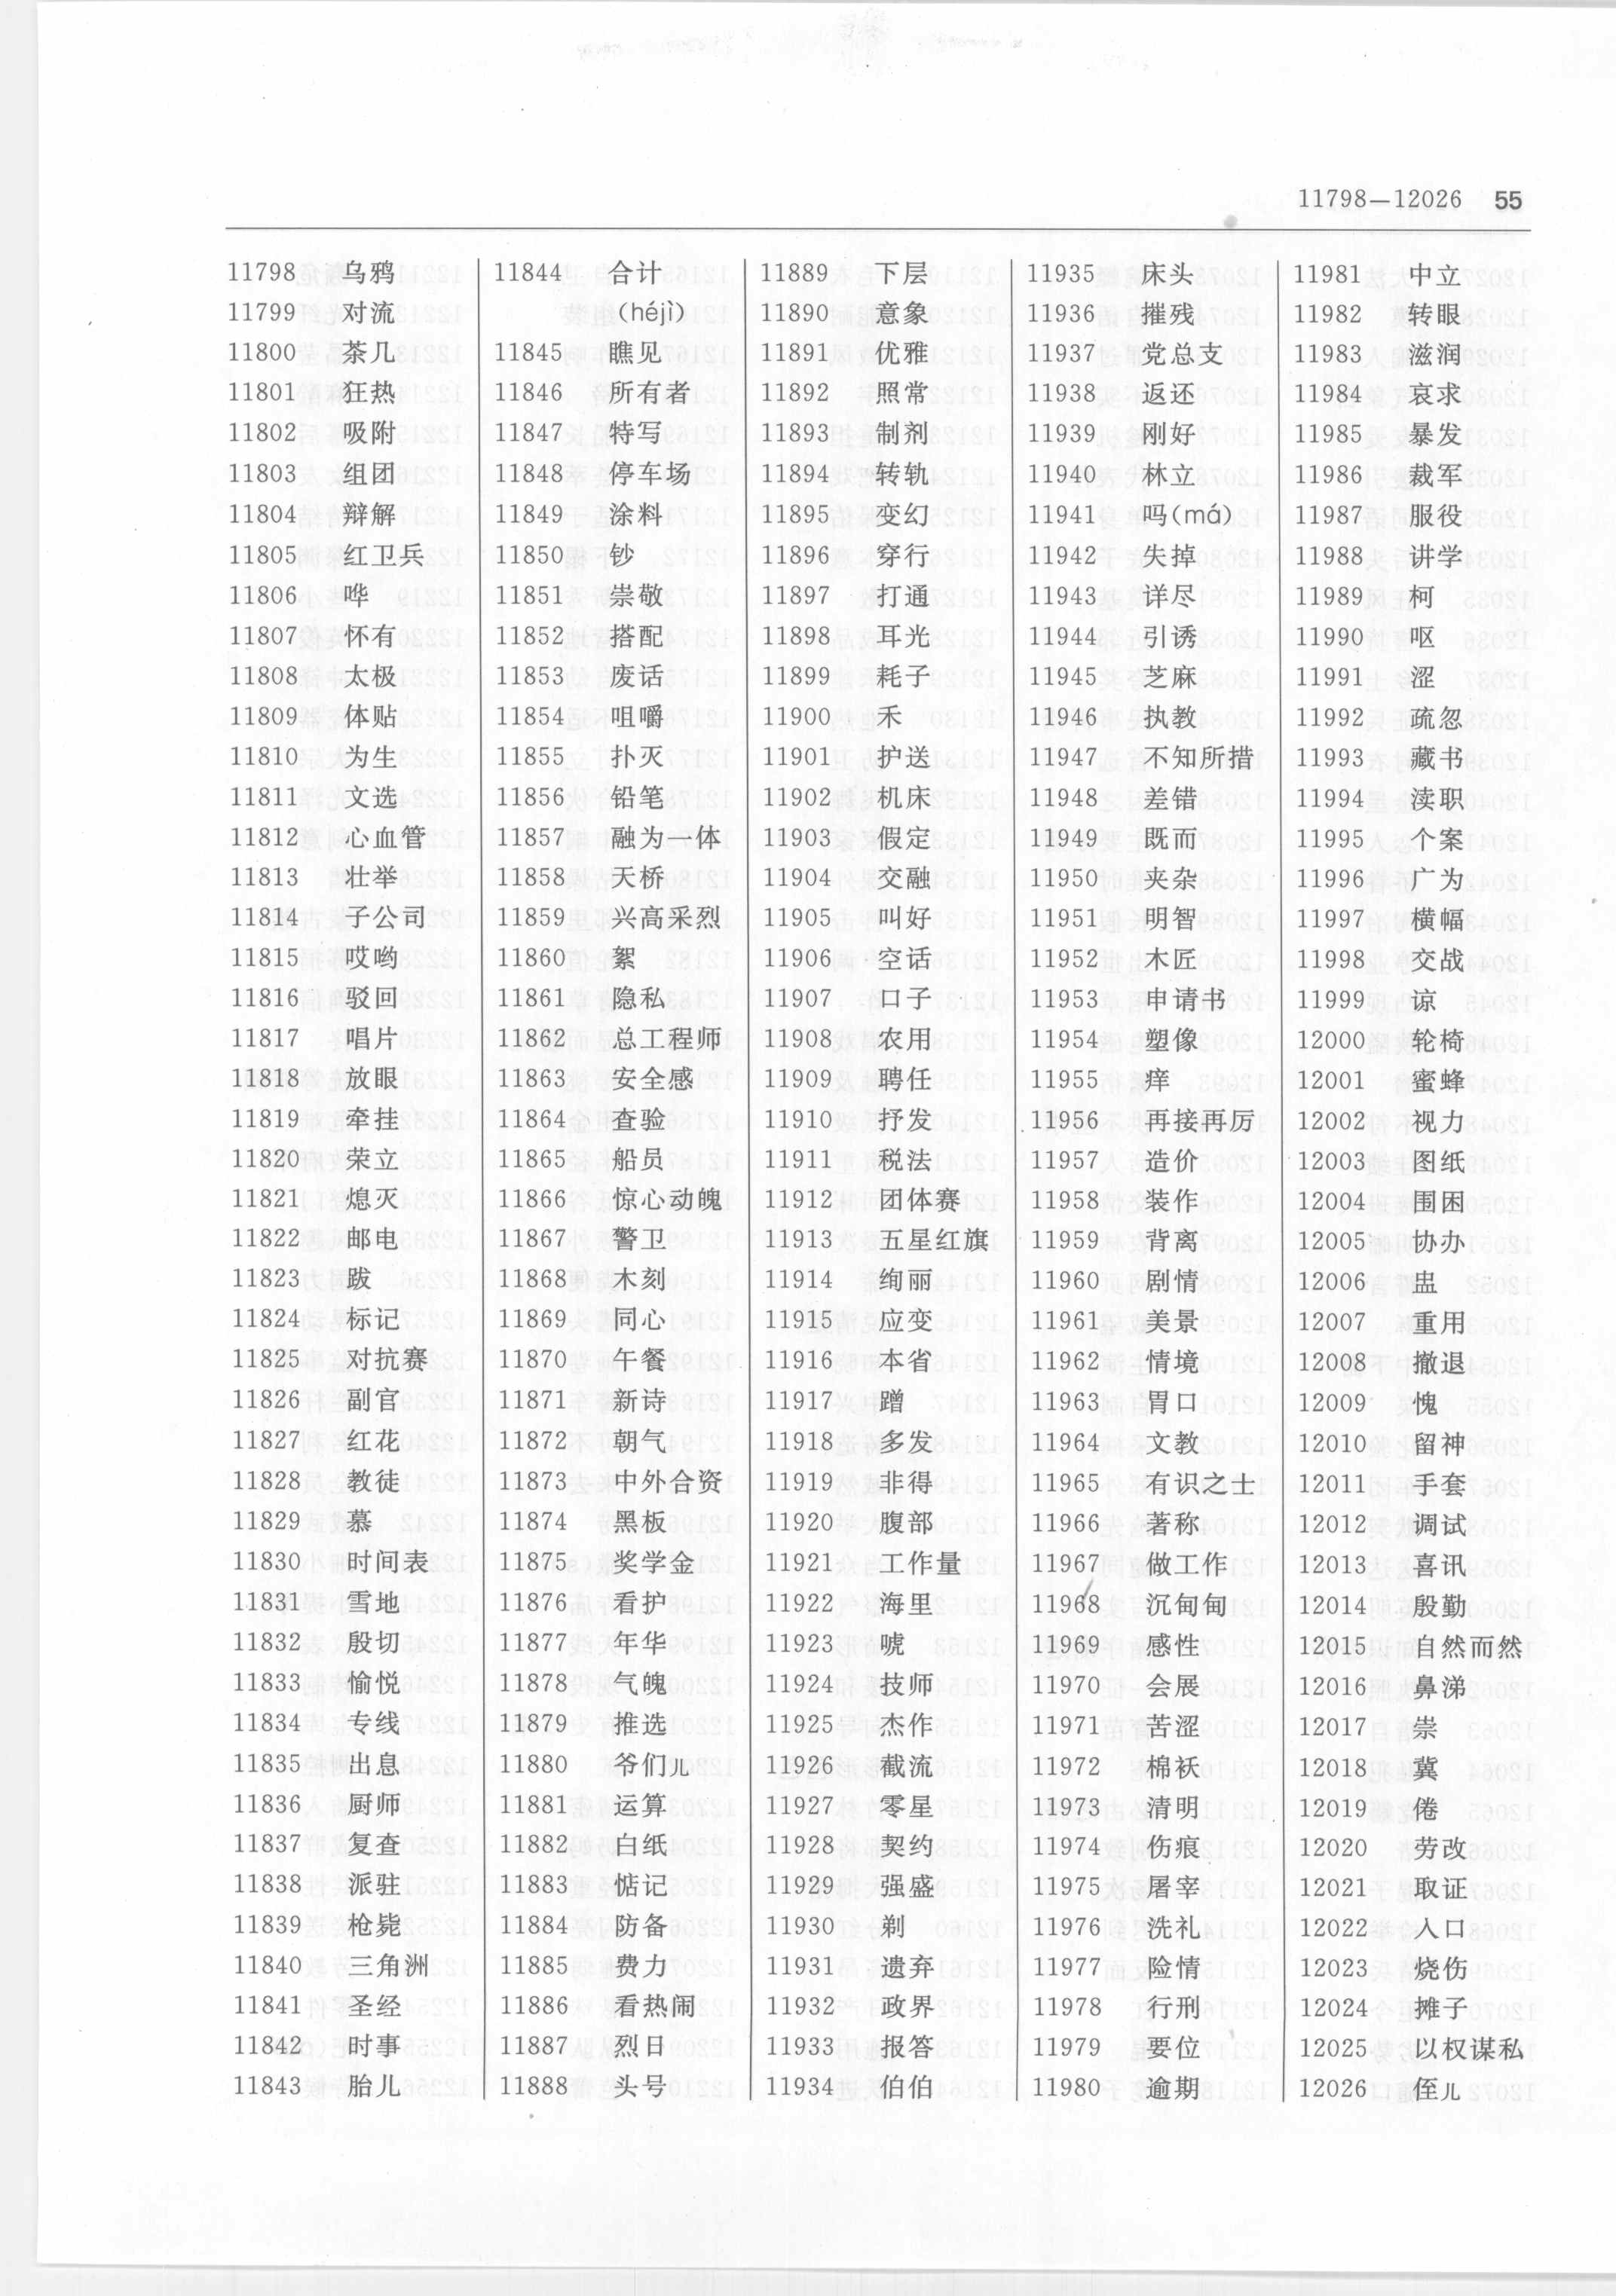 11798—12026 55
11798 乌鸦
11799 对流
11800 茶几
11801 狂热
11802 吸附
11803 组团
11804 辩解
11805 红卫兵
11806 哗
11807 怀有
11808 太极
11809 体贴
11810 为生
11811 文选
11812 心血管
11813 壮举
11814 子公司
11815 哎哟
11816 驳回
11817 唱片
11818 放眼
11819 牵挂
11820 荣立
11821 熄灭
11822 邮电
11823 跋
11824 标记
11825 对抗赛
11826 副官
11827 红花
11828 教徒
11829 慕
11830 时间表
11831 雪地
11832 殷切
11833 愉悦
11834 专线
11835 出息
11836 厨师
11837 复查
11838 派驻
11839 枪毙
11840 三角洲
11841 圣经
11842 时事
11843 胎儿
11844 合计
(héjì)
11845 瞧见
11846 所有者
11847 特写
11848 停车场
11849 涂料
11850 钞
11851 崇敬
11852 搭配
11853 废话
11854 咀嚼
11855 扑灭
11856 铅笔
11857 融为一体
11858 天桥
11859 兴高采烈
11860 絮
11861 隐私
11862 总工程师
11863 安全感
11864 查验
11865 船员
11866 惊心动魄
11867 警卫
11868 木刻
11869 同心
11870 午餐
11871 新诗
11872 朝气
11873 中外合资
11874 黑板
11875 奖学金
11876 看护
11877 年华
11878 气魄
11879 推选
11880 爷们儿
11881 运算
11882 白纸
11883 惦记
11884 防备
11885 费力
11886 看热闹
11887 烈日
11888 头号
11889 下层
11890 意象
11891 优雅
11892 照常
11893 制剂
11894 转轨
11895 变幻
11896 穿行
11897 打通
11898 耳光
11899 耗子
11900 禾
11901 护送
11902 机床
11903 假定
11904 交融
11905 叫好
11906 空话
11907 口子
11908 农用
11909 聘任
11910 抒发
11911 税法
11912 团体赛
11913 五星红旗
11914 绚丽
11915 应变
11916 本省
11917 蹭
11918 多发
11919 非得
11920 腹部
11921 工作量
11922 海里
11923 唬
11924 技师
11925 杰作
11926 截流
11927 零星
11928 契约
11929 强盛
11930 剃
11931 遗弃
11932 政界
11933 报答
11934 伯伯
11935 床头
11936 摧残
11937 党总支
11938 返还
11939 刚好
11940 林立
11941 吗(má)
11942 失掉
11943 详尽
11944 引诱
11945 芝麻
11946 执教
11947 不知所措
11948 差错
11949 既而
11950 夹杂
11951 明智
11952 木匠
11953 申请书
11954 塑像
11955 痒
11956 再接再厉
11957 造价
11958 装作
11959 背离
11960 剧情
11961 美景
11962 情境
11963 胃口
11964 文教
11965 有识之士
11966 著称
11967 做工作
11968 沉甸甸
11969 感性
11970 会展
11971 苦涩
11972 棉袄
11973 清明
11974 伤痕
11975 屠宰
11976 洗礼
11977 险情
11978 行刑
11979 要位
11980 逾期
11981 中立
11982 转眼
11983 滋润
11984 哀求
11985 暴发
11986 裁军
11987 服役
11988 讲学
11989 柯
11990 呕
11991 涩
11992 疏忽
11993 藏书
11994 渎职
11995 个案
11996 广为
11997 横幅
11998 交战
11999 谅
12000 轮椅
12001 蜜蜂
12002 视力
12003 图纸
12004 围困
12005 协办
12006 盅
12007 重用
12008 撤退
12009 愧
12010 留神
12011 手套
12012 调试
12013 喜讯
12014 殷勤
12015 自然而然
12016 鼻涕
12017 崇
12018 冀
12019 倦
12020 劳改
12021 取证
12022 入口
12023 烧伤
12024 摊子
12025 以权谋私
12026 侄儿